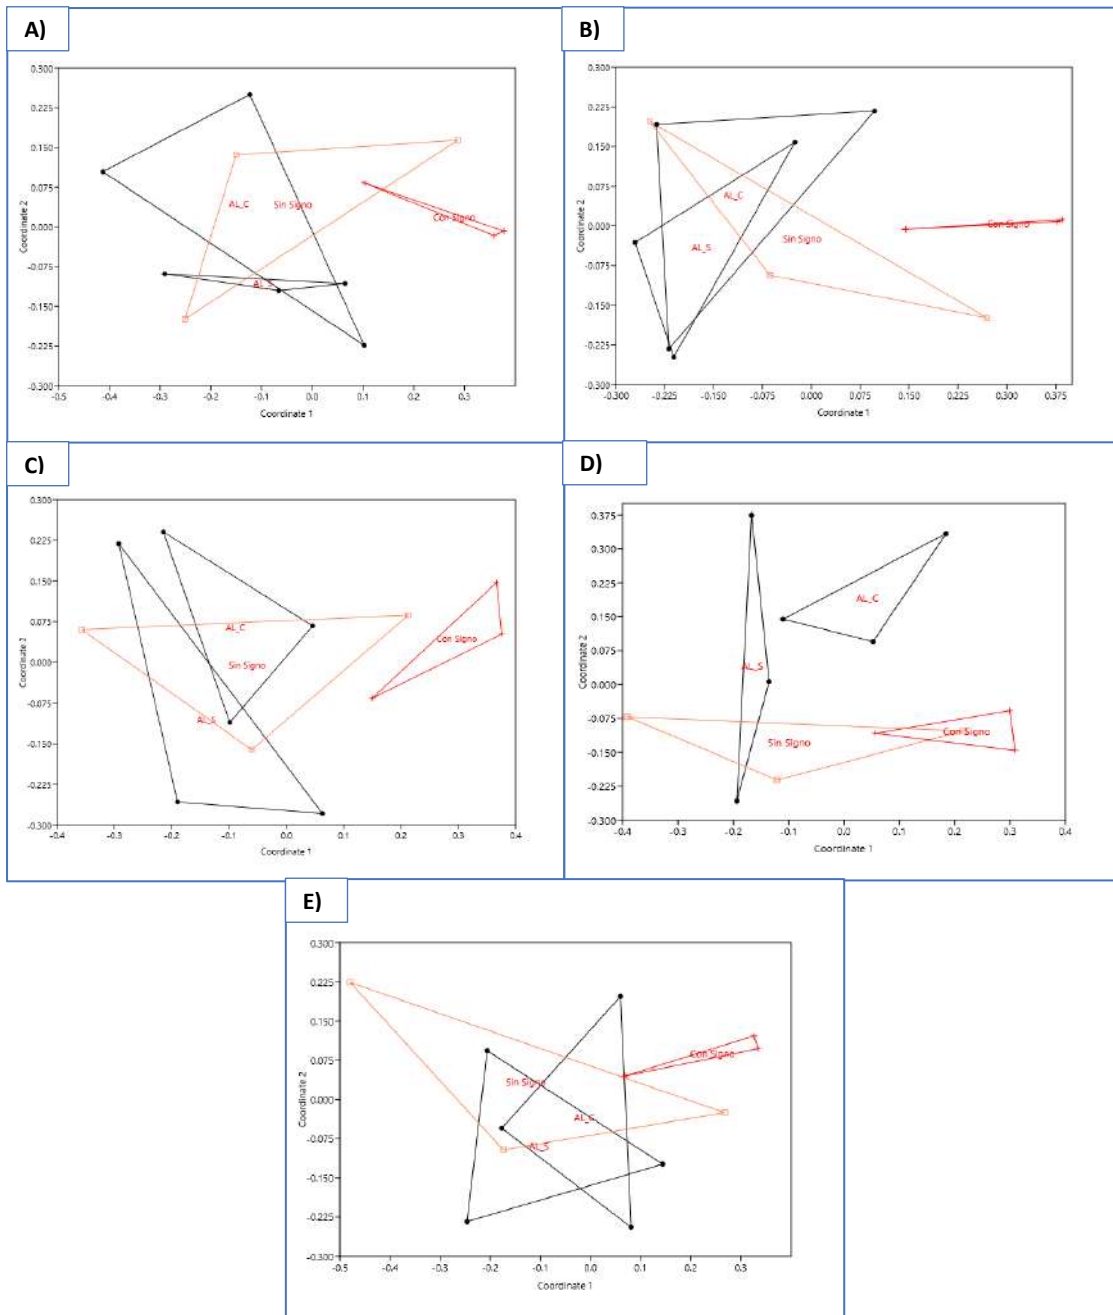 A)
0.300
0.225
0.150
0.075
0.000
-0.075
-0.150
-0.225
-0.300
Coordinate 2
AL_C
Sin Signo
Con Signo
AL_S
-0.5 -0.4 -0.3 -0.2 -0.1 0.0 0.1 0.2 0.3 0.4
Coordinate 1
B)
0.300
0.225
0.150
0.075
0.000
-0.075
-0.150
-0.225
-0.300
Coordinate 2
AL_C
Con Signo
Sin Signo
AL_S
-0.300 -0.225 -0.150 -0.075 0.000 0.075 0.150 0.225 0.300 0.375
Coordinate 1
C)
0.300
0.225
0.150
0.075
0.000
-0.075
-0.150
-0.225
-0.300
Coordinate 2
AL_C
Con Signo
Sin Signo
AL_S
-0.4 -0.3 -0.2 -0.1 0.0 0.1 0.2 0.3 0.4
Coordinate 1
D)
0.375
0.300
0.225
0.150
0.075
0.000
-0.075
-0.150
-0.225
-0.300
Coordinate 2
AL_C
AL_S
Con Signo
Sin Signo
-0.4 -0.3 -0.2 -0.1 0.0 0.1 0.2 0.3 0.4
Coordinate 1
E)
0.300
0.225
0.150
0.075
0.000
-0.075
-0.150
-0.225
-0.300
Coordinate 2
Con Signo
Sin Signo
AL_C
AL_S
-0.5 -0.4 -0.3 -0.2 -0.1 0.0 0.1 0.2 0.3
Coordinate 1